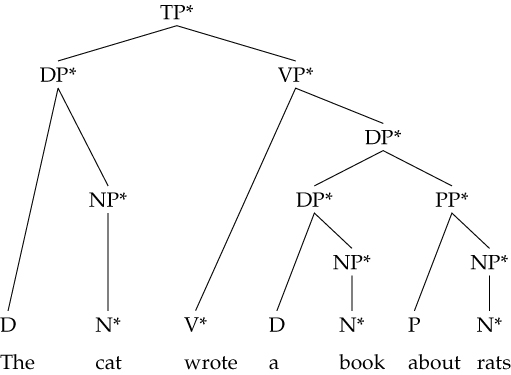 TP*
DP* VP*
DP*
NP* DP* PP*
NP* NP*
D N* V* D N* P N*
The cat wrote a book about rats